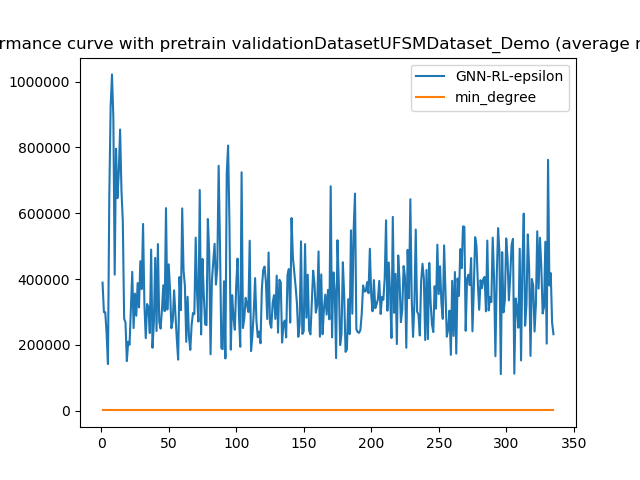 rmance curve with pretrain validationDatasetUFSMDataset_Demo (average r
GNN-RL-epsilon
min_degree
1000000
800000
600000
400000
200000
0
0 50 100 150 200 250 300 350